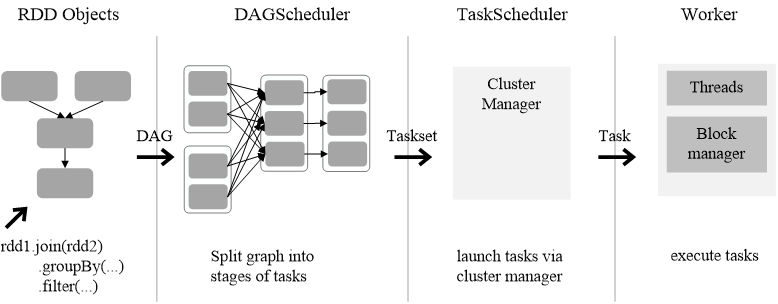 RDD Objects
DAGScheduler
TaskScheduler
Worker
DAG
Taskset
Task
Cluster
Manager
Threads
Block
manager
rdd1.join(rdd2)
.groupBy(...)
.filter(...)
Split graph into
stages of tasks
launch tasks via
cluster manager
execute tasks